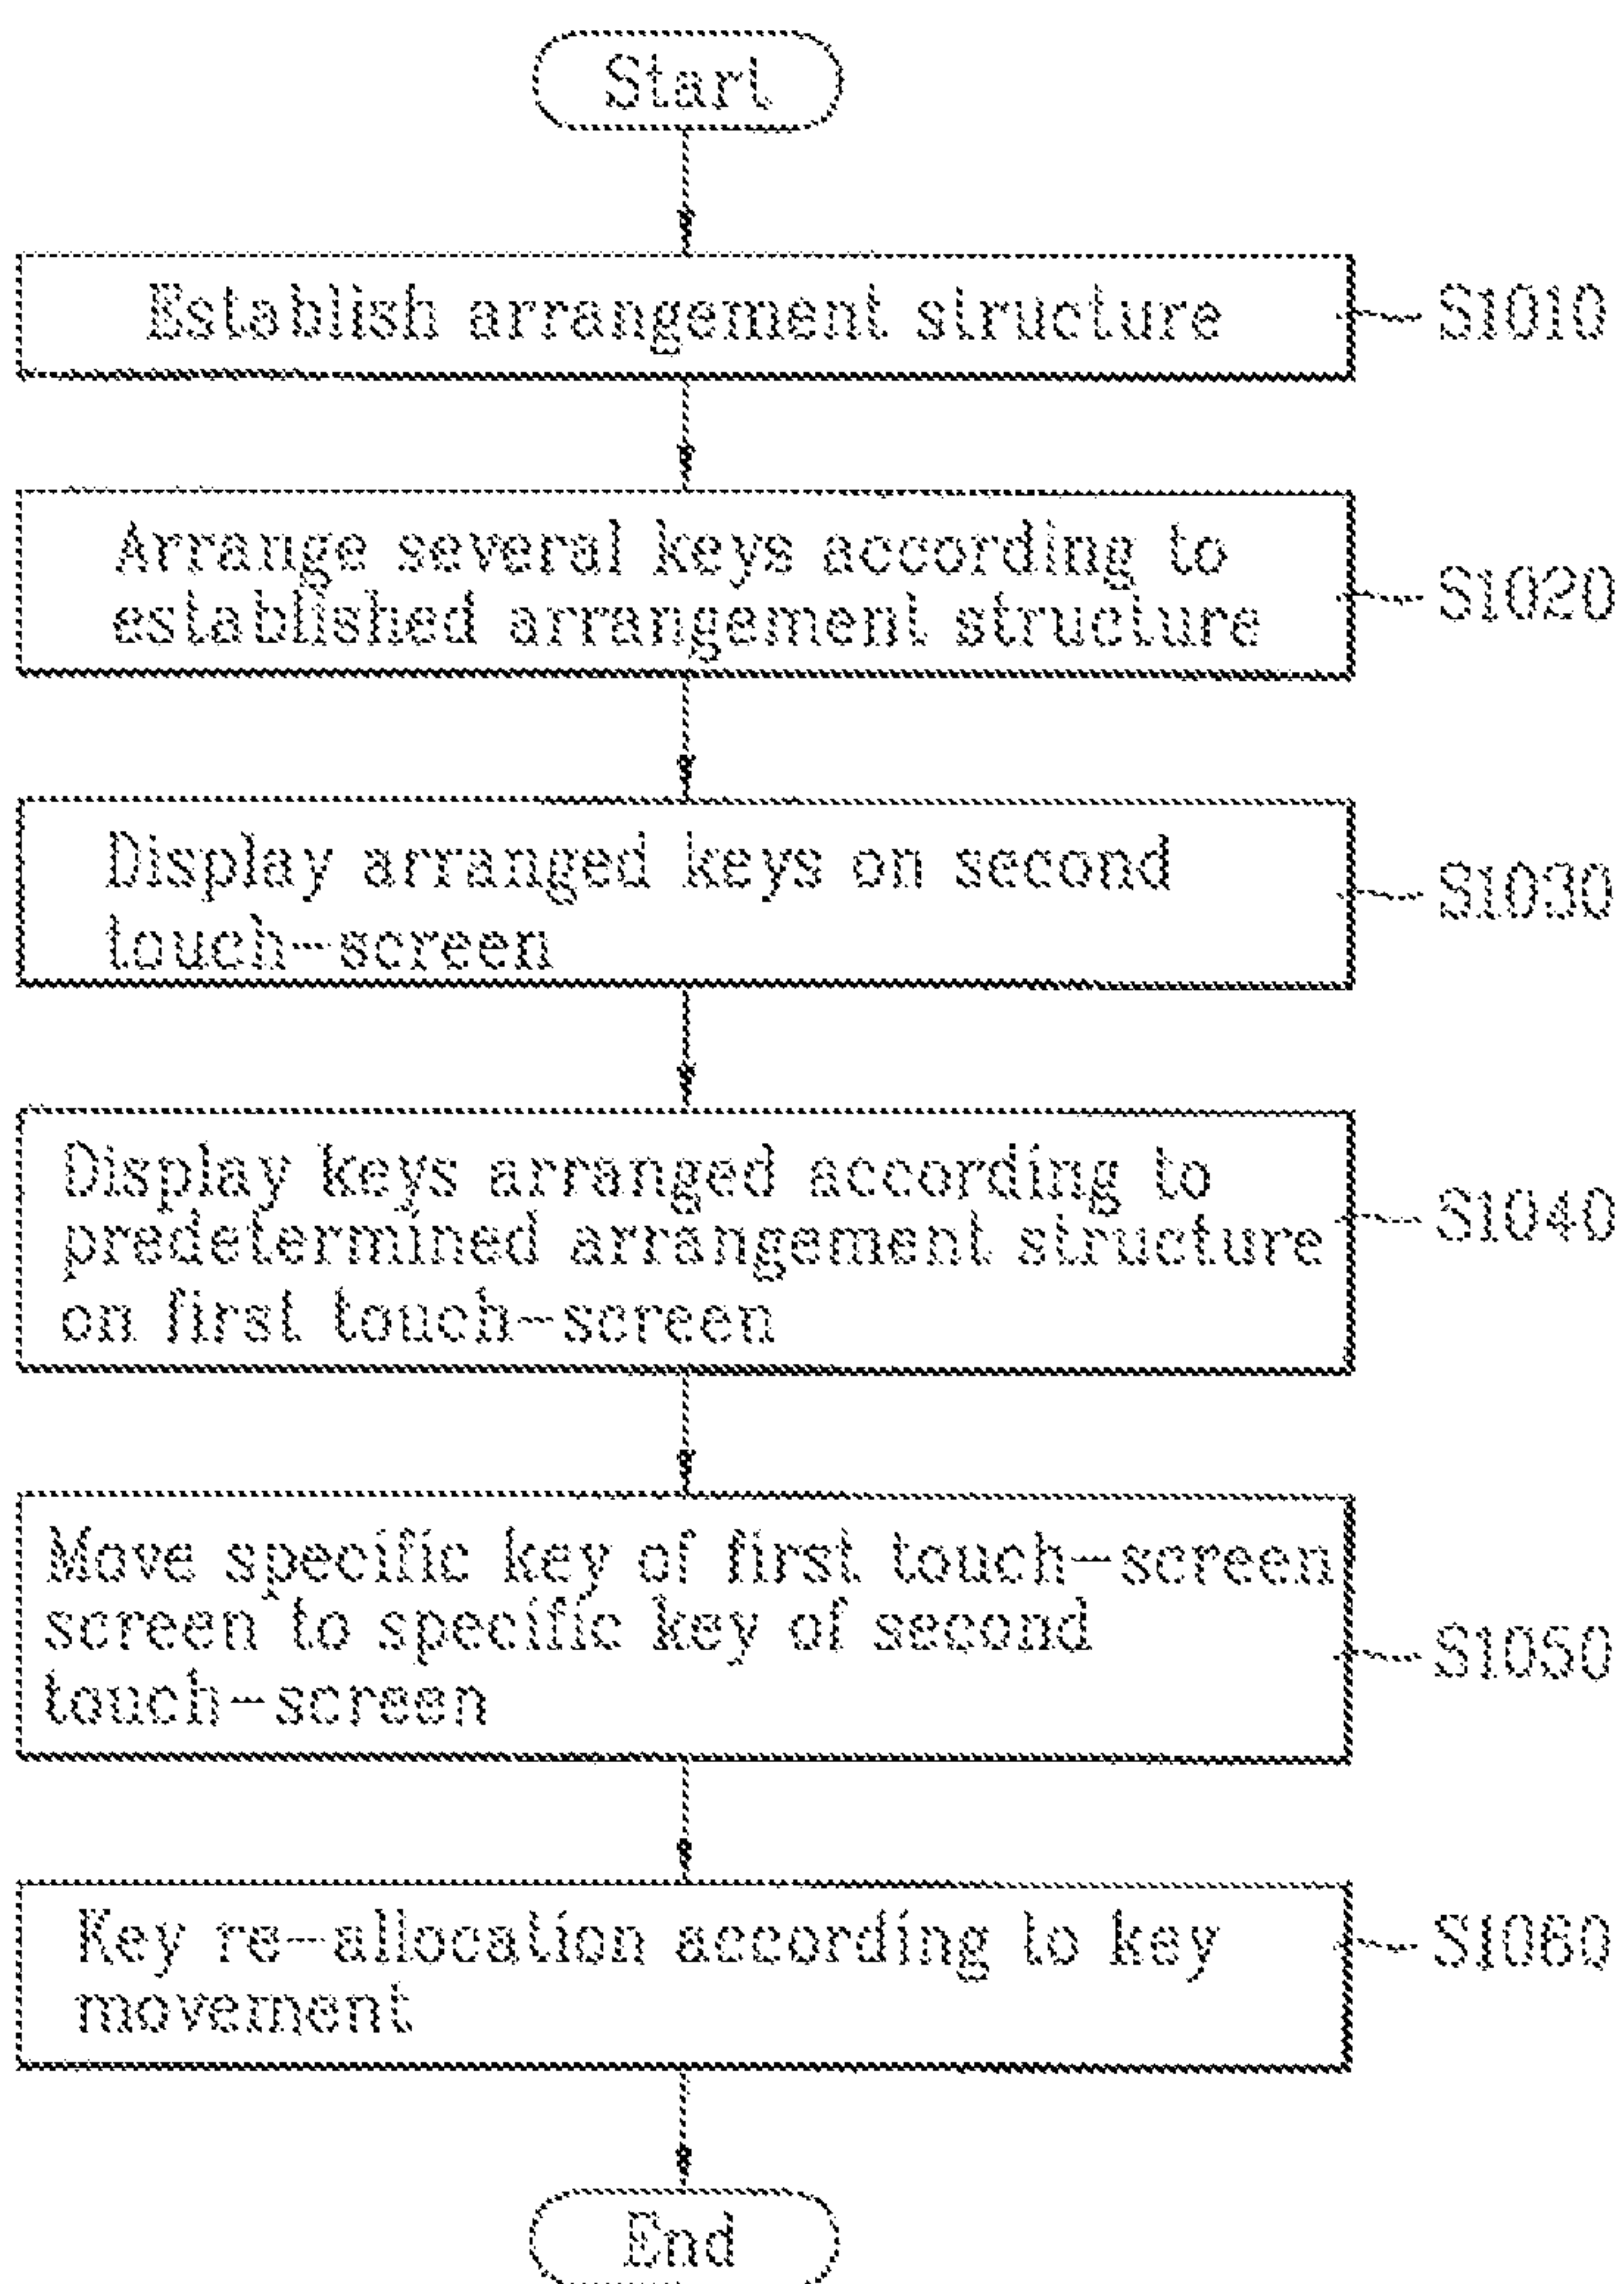 Start
Establish arrangement structure
S1010
Arrange several keys according to
established arrangement structure
S1020
Display arranged keys on second
touch-screen
S1030
Display keys arranged according to
predetermined arrangement structure
on first touch-screen
S1040
Move specific key of first touch-screen
screen to specific key of second
touch-screen
S1050
Key re-allocation according to key
movement
S1060
End